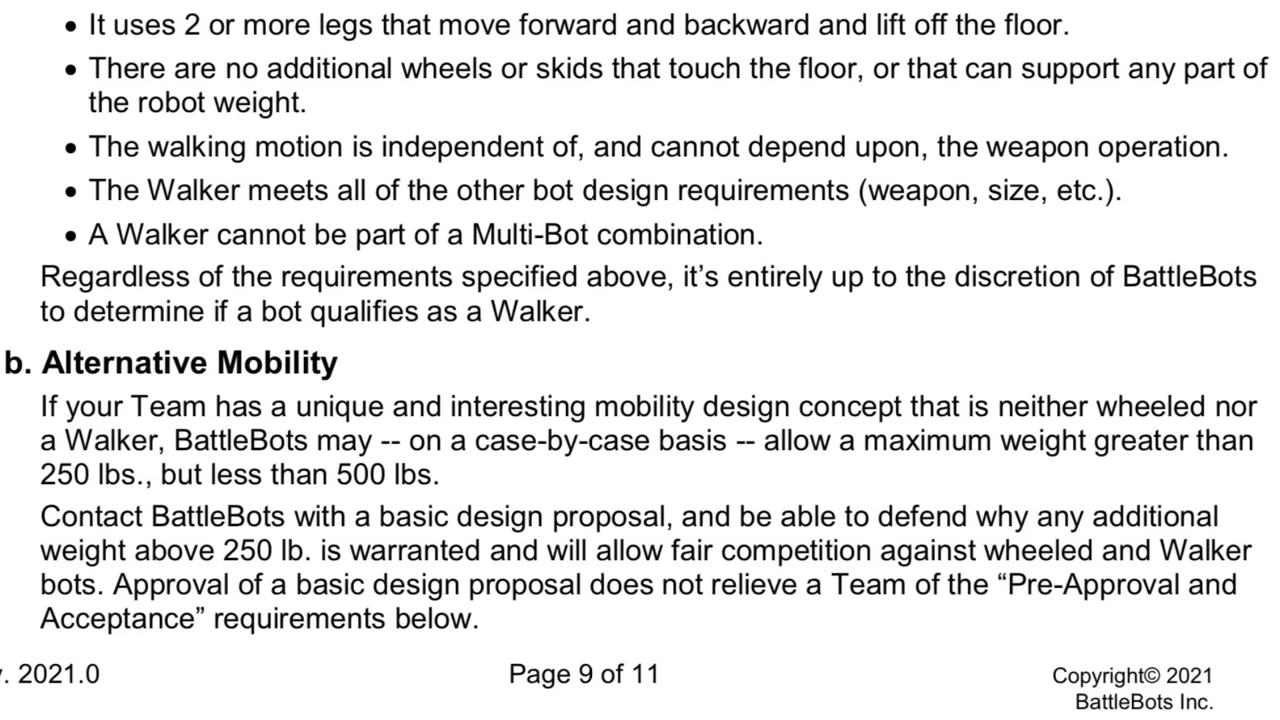 • It uses 2 or more legs that move forward and backward and lift off the floor.
• There are no additional wheels or skids that touch the floor, or that can support any part of
the robot weight.
• The walking motion is independent of, and cannot depend upon, the weapon operation.
• The Walker meets all of the other bot design requirements (weapon, size, etc.).
• A Walker cannot be part of a Multi-Bot combination.
Regardless of the requirements specified above, it’s entirely up to the discretion of BattleBots
to determine if a bot qualifies as a Walker.
b. Alternative Mobility
If your Team has a unique and interesting mobility design concept that is neither wheeled nor
a Walker, BattleBots may -- on a case-by-case basis -- allow a maximum weight greater than
250 lbs., but less than 500 lbs.
Contact BattleBots with a basic design proposal, and be able to defend why any additional
weight above 250 lb. is warranted and will allow fair competition against wheeled and Walker
bots. Approval of a basic design proposal does not relieve a Team of the “Pre-Approval and
Acceptance” requirements below.
. 2021.0
Page 9 of 11
Copyright© 2021
BattleBots Inc.